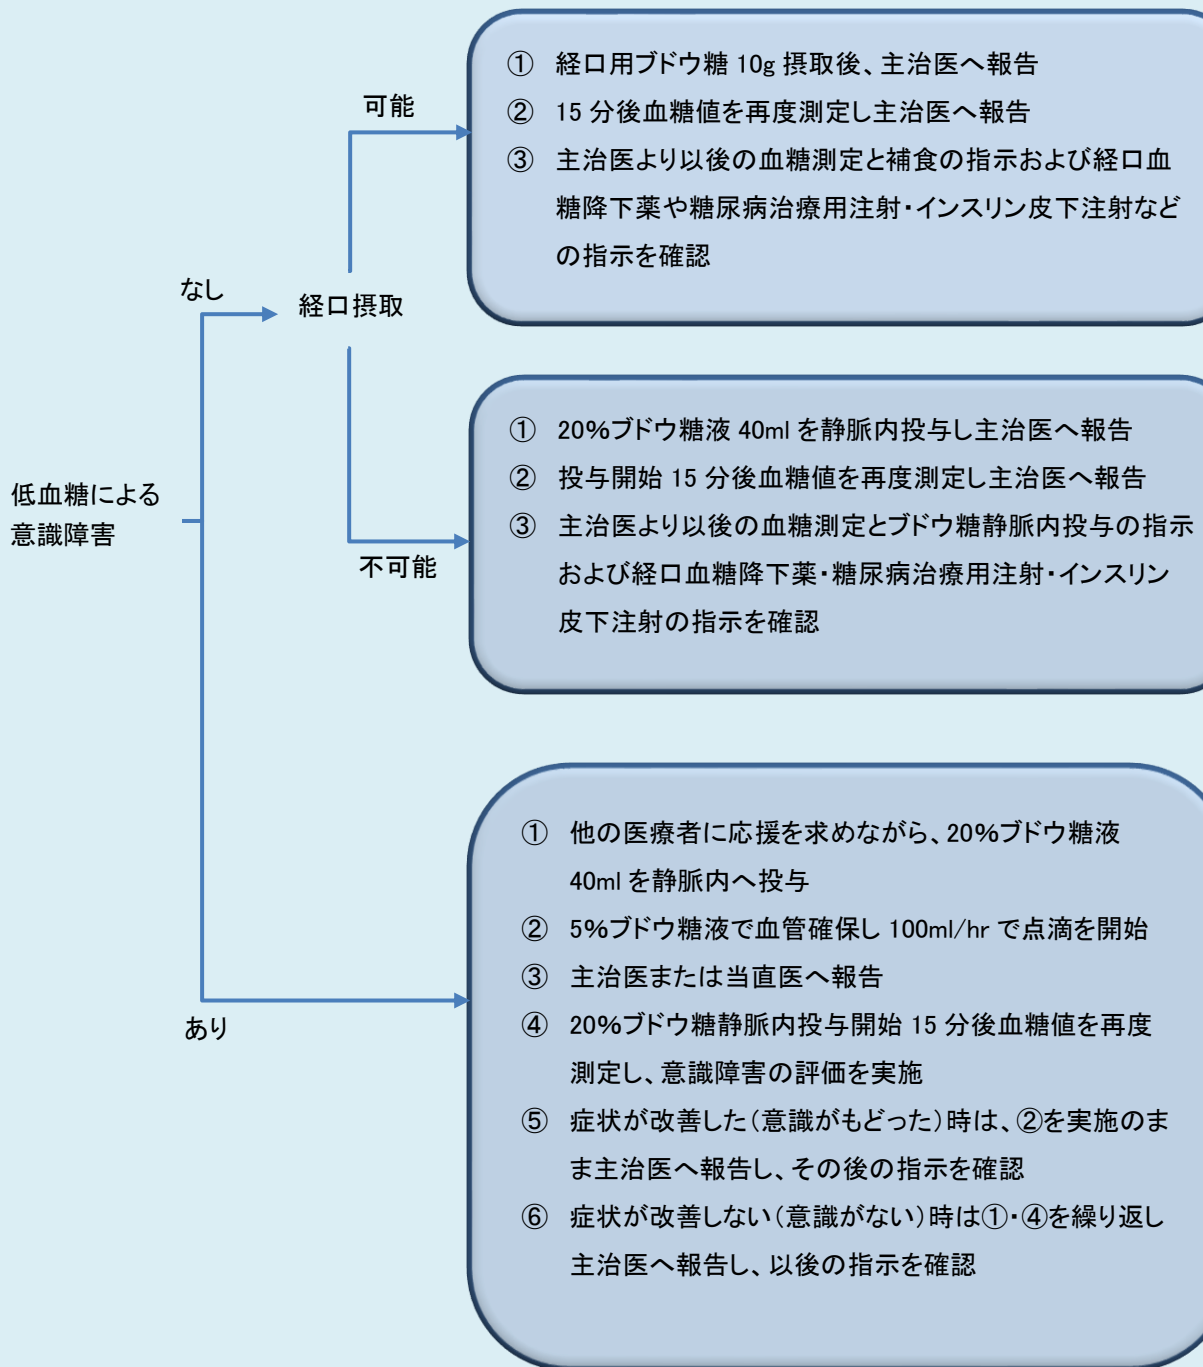 低血糖による
意識障害
なし
経口摂取
可能
① 経口用ブドウ糖 10g 摂取後、主治医へ報告
② 15 分後血糖値を再度測定し主治医へ報告
③ 主治医より以後の血糖測定と補食の指示および経口血
糖降下薬や糖尿病治療用注射・インスリン皮下注射など
の指示を確認
不可能
① 20%ブドウ糖液 40ml を静脈内投与し主治医へ報告
② 投与開始 15 分後血糖値を再度測定し主治医へ報告
③ 主治医より以後の血糖測定とブドウ糖静脈内投与の指示
および経口血糖降下薬・糖尿病治療用注射・インスリン
皮下注射の指示を確認
あり
① 他の医療者に応援を求めながら、20%ブドウ糖液
40ml を静脈内へ投与
② 5%ブドウ糖液で血管確保し 100ml/hr で点滴を開始
③ 主治医または当直医へ報告
④ 20%ブドウ糖静脈内投与開始 15 分後血糖値を再度
測定し、意識障害の評価を実施
⑤ 症状が改善した（意識がもどった）時は、②を実施のま
ま主治医へ報告し、その後の指示を確認
⑥ 症状が改善しない（意識がない）時は①・④を繰り返し
主治医へ報告し、以後の指示を確認